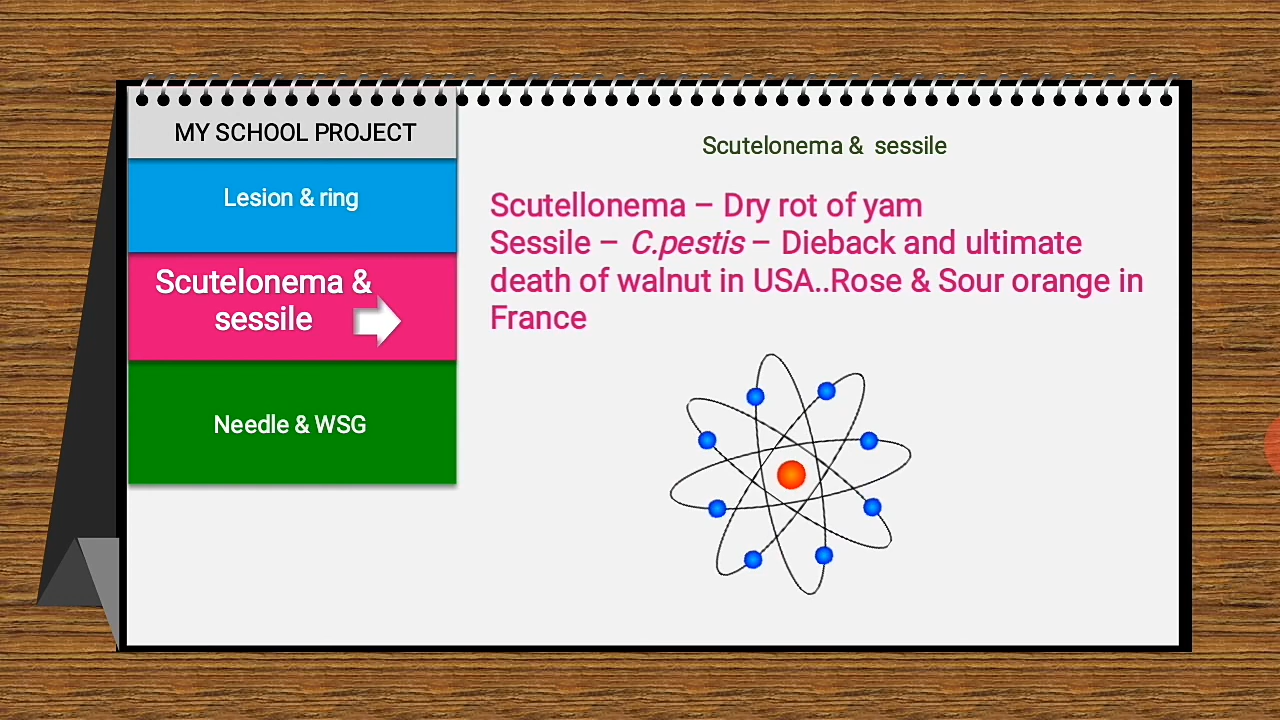 MY SCHOOL PROJECT
Lesion & ring
Scutelonema &
sessile
Needle & WSG
Scutelonema & sessile
Scutellonema – Dry rot of yam
Sessile – C.pestis – Dieback and ultimate
death of walnut in USA..Rose & Sour orange in
France